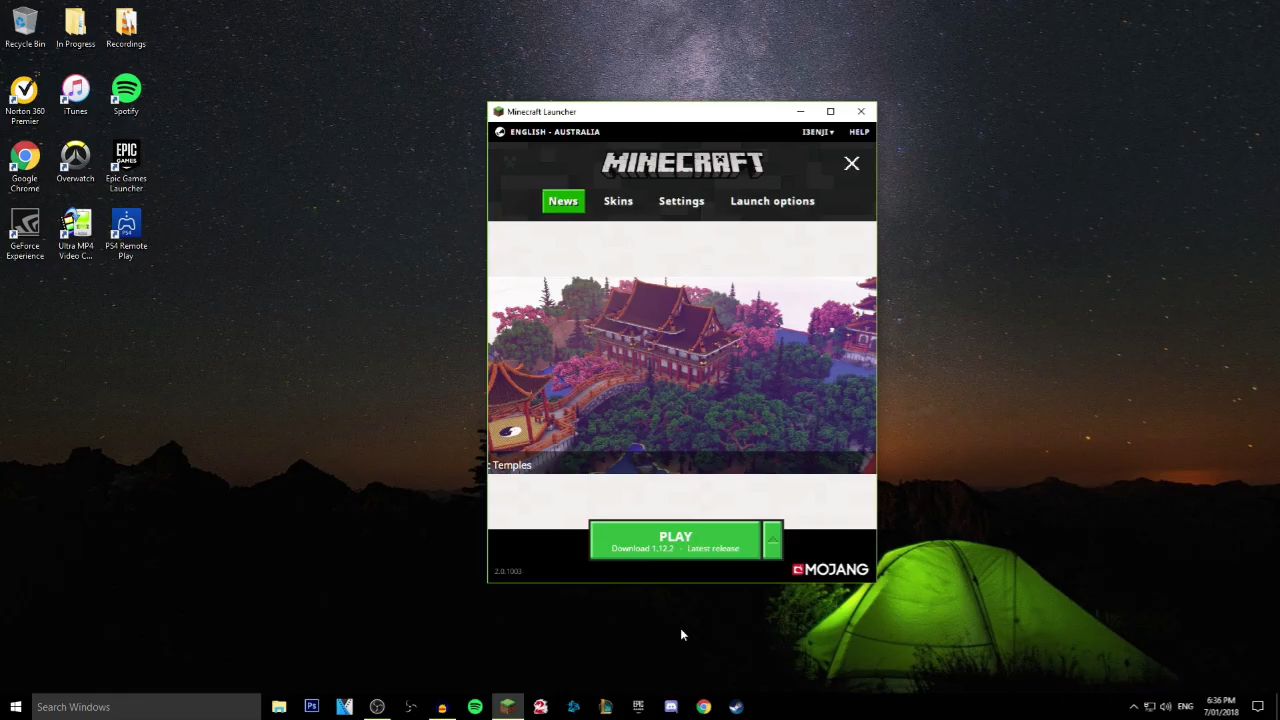 Recycle Bin
In Progress
Recordings
Norton 360
Premier
iTunes
Spotify
Google
Chrome
Overwatch
EPIC
GAMES
Epic Games
Launcher
GeForce
Experience
Ultra MP4
Video C...
PS4
PS4 Remote
Play
Minecraft Launcher
ENGLISH - AUSTRALIA
I3ENJI
HELP
MINECRAFT
News
Skins
Settings
Launch options
: Temples
PLAY
Download 1.12.2 - Latest release
2.0.1003
MOJANG
Search Windows
Ps
EPIC
ENG
6:36 PM
7/01/2018